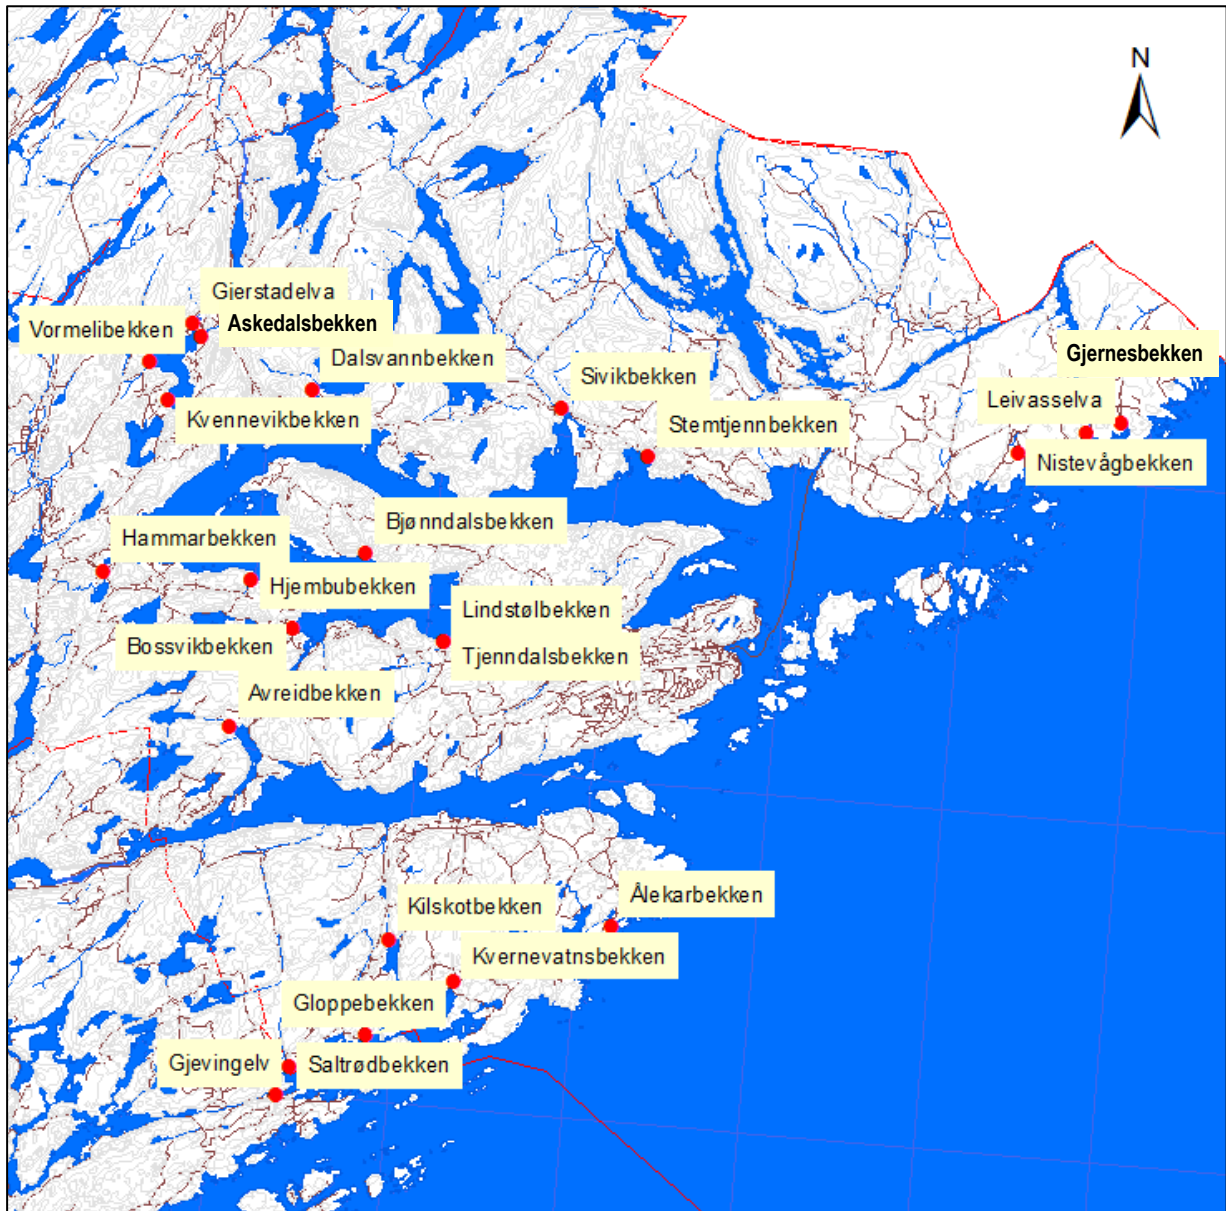 N
Gjerstadelva
Askedalsbekken
Vormelibekken
Dalsvannbekken
Gjernesbekken
Sivikbekken
Leivasselva
Kvennevikbekken
Stemtjennbekken
Nistevågbekken
Bjønndalsbekken
Hammarbekken
Hjembubekken
Lindstølbekken
Bossvikbekken
Tjenndalsbekken
Avreidbekken
Ålekarbekken
Kilskotbekken
Kvernevatnsbekken
Gloppebekken
Gjevingelv
Saltrødbekken